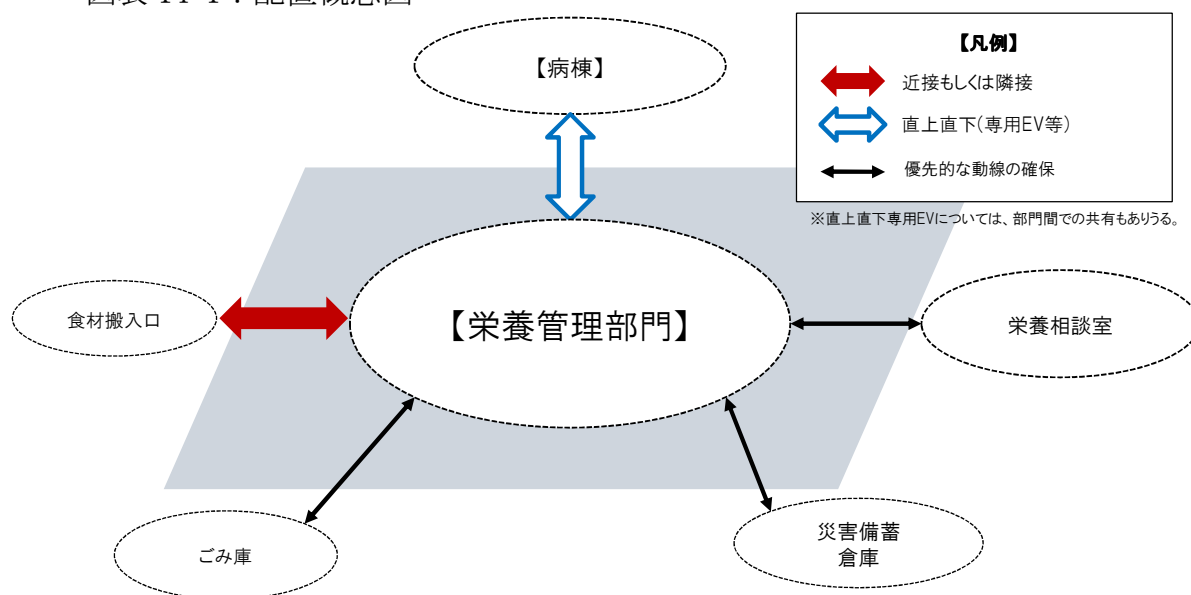 【病棟】
【凡例】
近接もしくは隣接
直上直下(専用EV等)
優先的な動線の確保
※直上直下専用EVについては、部門間での共有もありうる。
食材搬入口
【栄養管理部門】
栄養相談室
ごみ庫
災害備蓄
倉庫